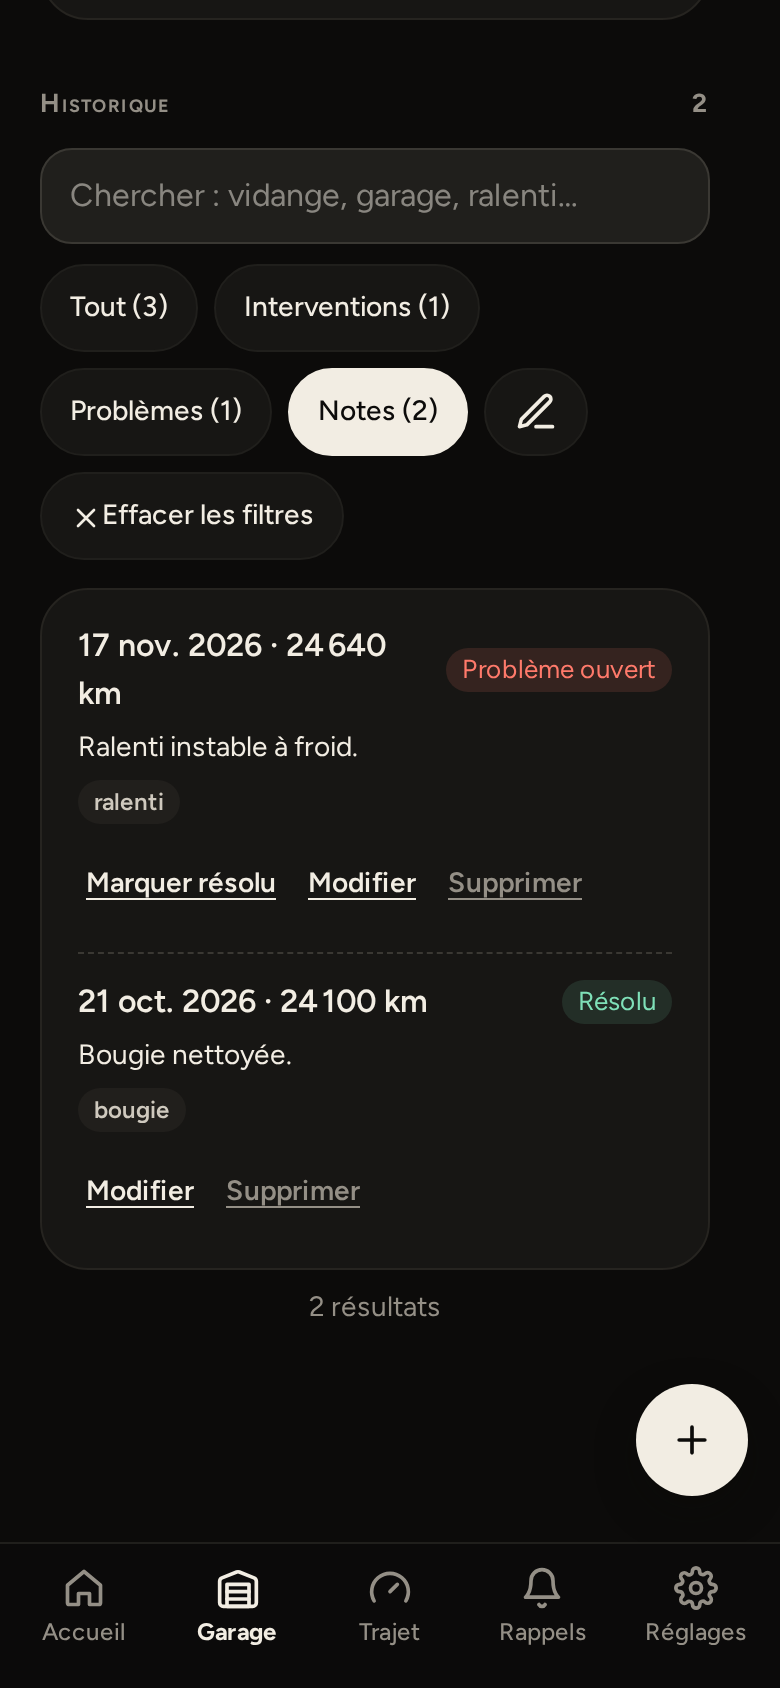 Historique 2
Chercher : vidange, garage, ralenti...
Tout (3) Interventions (1)
Problèmes (1) Notes (2)
Effacer les filtres
17 nov. 2026 · 24 640
km
Problème ouvert
Ralenti instable à froid.
ralenti
Marquer résolu Modifier Supprimer
21 oct. 2026 · 24 100 km Résolu
Bougie nettoyée.
bougie
Modifier Supprimer
2 résultats
Accueil Garage Trajet Rappels Réglages